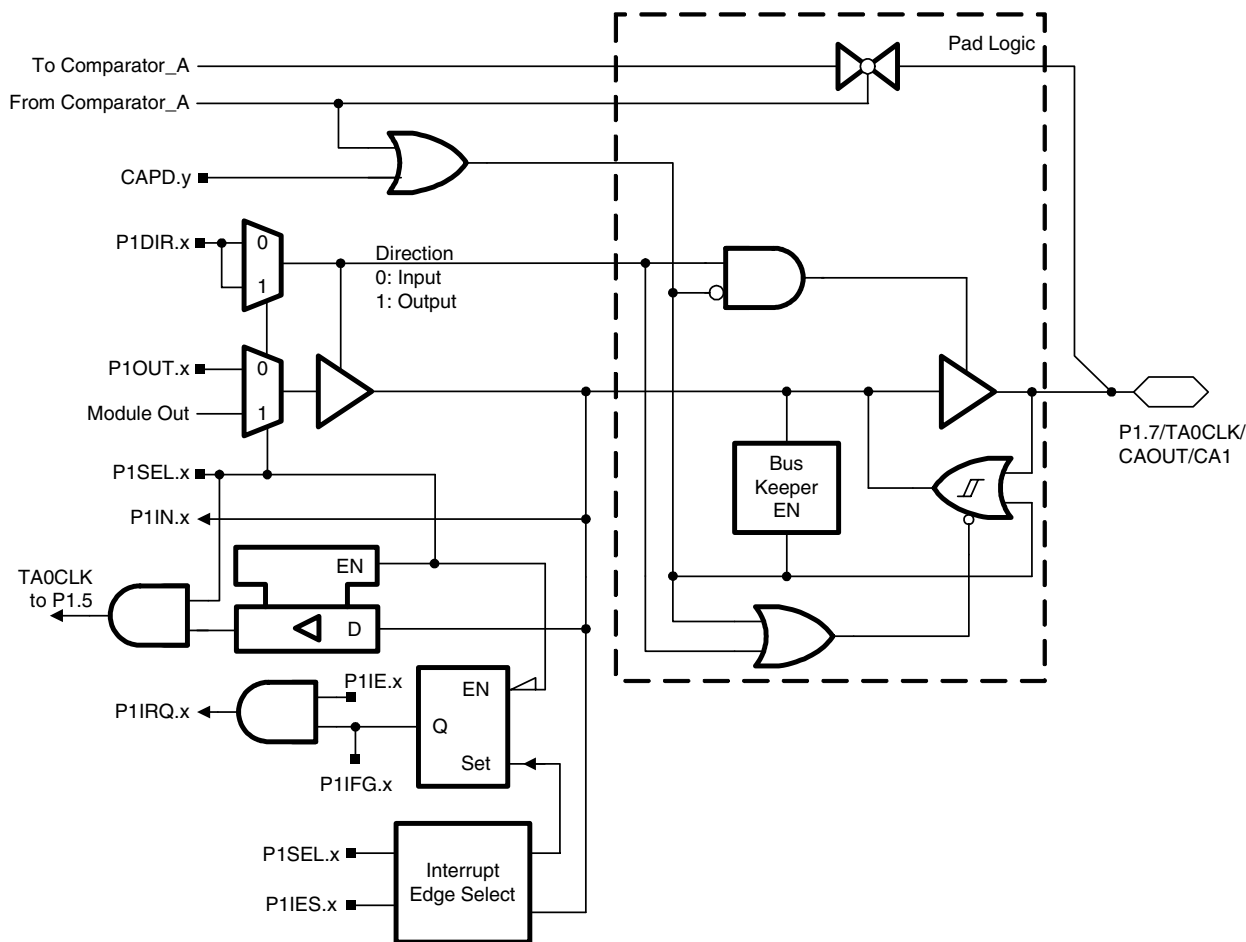 Pad Logic
To Comparator_A
From Comparator_A
CAPD.y
P1DIR.x
0
1
Direction
0: Input
1: Output
P1OUT.x
0
Module Out
1
P1.7/TA0CLK/
CAOUT/CA1
P1SEL.x
Bus
Keeper
EN
P1IN.x
EN
TA0CLK
to P1.5
D
P1IE.x
EN
P1IRQ.x
Q
Set
P1IFG.x
P1SEL.x
Interrupt
Edge Select
P1IES.x